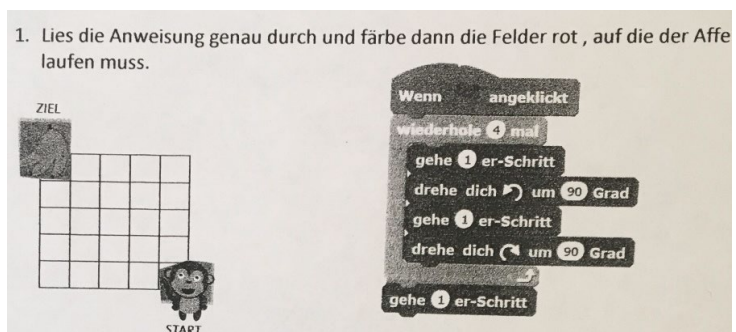 1. Lies die Anweisung genau durch und färbe dann die Felder rot , auf die der Affe
laufen muss.
ZIEL
START
Wenn angeklickt
wiederhole 4 mal
gehe 1 er-Schritt
drehe dich um 90 Grad
gehe 1 er-Schritt
drehe dich um 90 Grad
gehe 1 er-Schritt